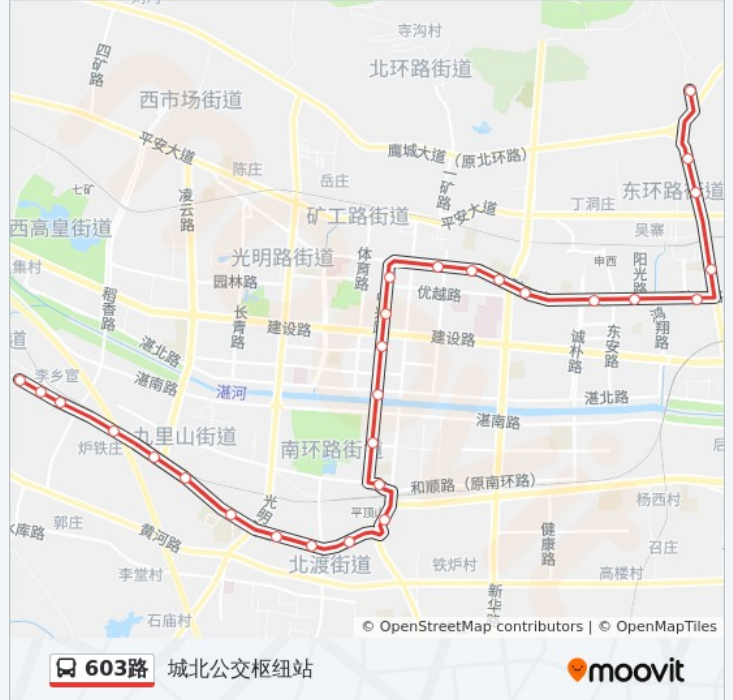 寺沟村
北环路街道
四矿路
西市场街道
平安大道
鹰城大道（原北环路）
陈庄
岳庄
一矿路
七矿
凌云路
矿工路街道
平安大道
丁洞庄
东环路街道
西高皇街道
吴寨
光明路街道
体育路
集村
园林路
申西
阳光路
稻香路
优越路
长青路
建设路
建设路
鸿翔路
诚朴路
东安路
湛北路
道
李乡宦
湛南路
湛河
湛北路
湛南路
九里山街道
南环路街
炉铁庄
后
和顺路（原南环路）
杨西村
光明
平顶山
郭庄
水库路
黄河路
健康路
召庄
北渡街道
铁炉村
李堂村
高楼村
新华
石庙村
© OpenStreetMap contributors | © OpenMapTiles
603路 城北公交枢纽站
moovit